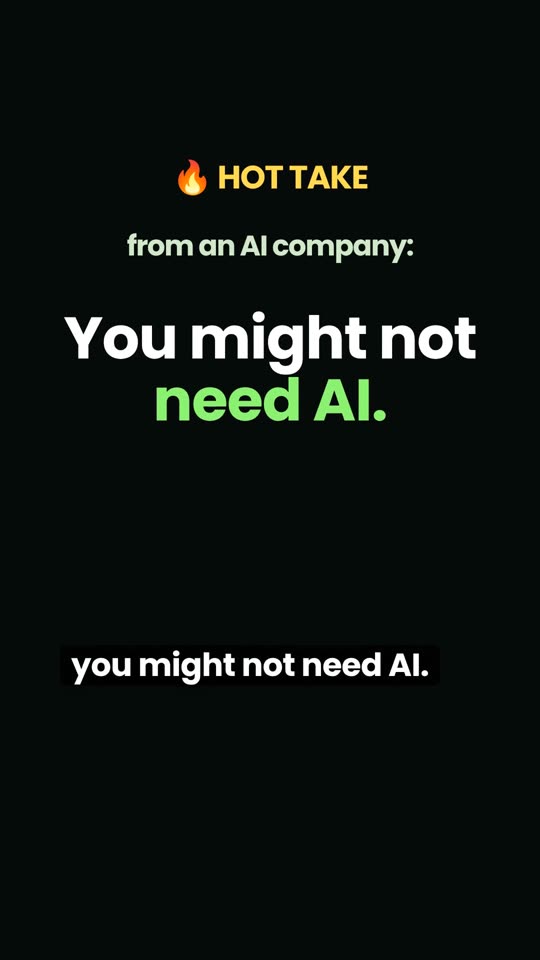 🔥 HOT TAKE
from an AI company:
You might not
need AI.
you might not need AI.